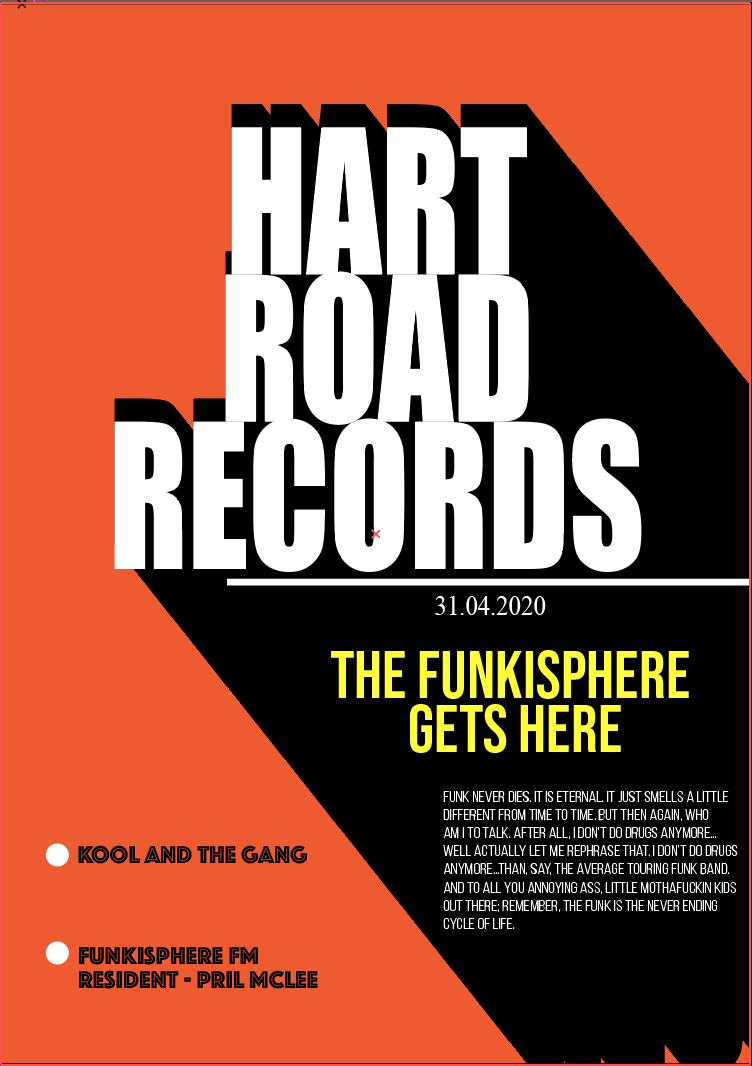 HART
ROAD
RECORDS
31.04.2020
THE FUNKISPHERE
GETS HERE
FUNK NEVER DIES. IT IS ETERNAL. IT JUST SMELLS A LITTLE
DIFFERENT FROM TIME TO TIME. BUT THEN AGAIN, WHO
AM I TO TALK. AFTER ALL, I DON'T DO DRUGS ANYMORE...
WELL ACTUALLY LET ME REPHRASE THAT. I DON'T DO DRUGS
ANYMORE...THAN, SAY, THE AVERAGE TOURING FUNK BAND.
AND TO ALL YOU ANNOYING ASS, LITTLE MOTHAFUCKIN KIDS
OUT THERE; REMEMBER, THE FUNK IS THE NEVER ENDING
CYCLE OF LIFE.
KOOL AND THE GANG
FUNKISPHERE FM
RESIDENT - PRIL MCLEE